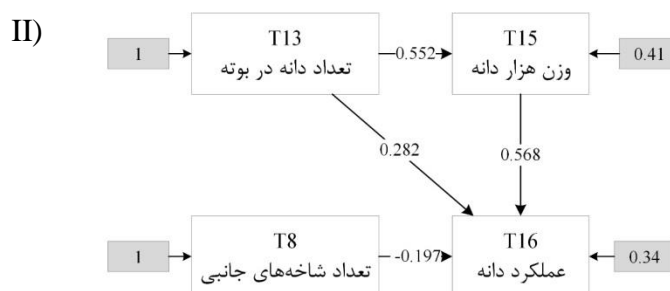 II)
1
T13
تعداد دانه در بوته
0.552
T15
وزن هزار دانه
0.41
0.282
0.568
1
T8
تعداد شاخه‌های جانبی
-0.197
T16
عملکرد دانه
0.34